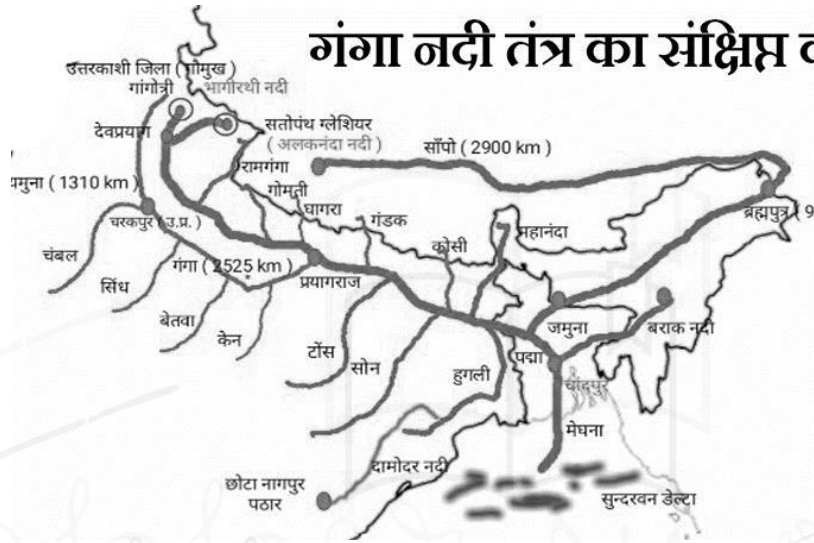 गंगा नदी तंत्र का संक्षिप्त
उत्तरकाशी जिला ( गौमुख )
गांगोत्री
भागीरथी नदी
देवप्रयाग
सतोपंथ ग्लेशियर
( अलकनंदा नदी )
साँपो ( 2900 km )
रामगंगा
यमुना ( 1310 km )
गोमती
घागरा
गंडक
ब्रह्मपुत्र ( 9
चरकपुर ( उ.प्र. )
महानंदा
कोसी
चंबल
गंगा ( 2525 km )
प्रयागराज
सिंध
बेतवा
केन
जमुना
बराक नदी
टोंस
सोन
पद्मा
हुगली
चांदपुर
मेघना
दामोदर नदी
छोटा नागपुर
पठार
सुन्दरवन डेल्टा